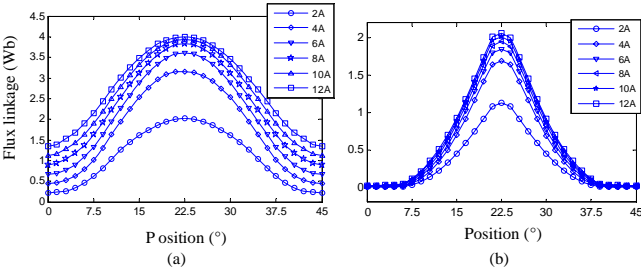 Flux linkage (Wb)
4.5
4
3.5
3
2.5
2
1.5
1
0.5
0
0 7.5 15 22.5 30 37.5 45
2A
4A
6A
8A
10A
12A
P osition (°)
(a)
2
1.5
1
0.5
0
0 7.5 15 22.5 30 37.5 45
2A
4A
6A
8A
10A
12A
Position (°)
(b)